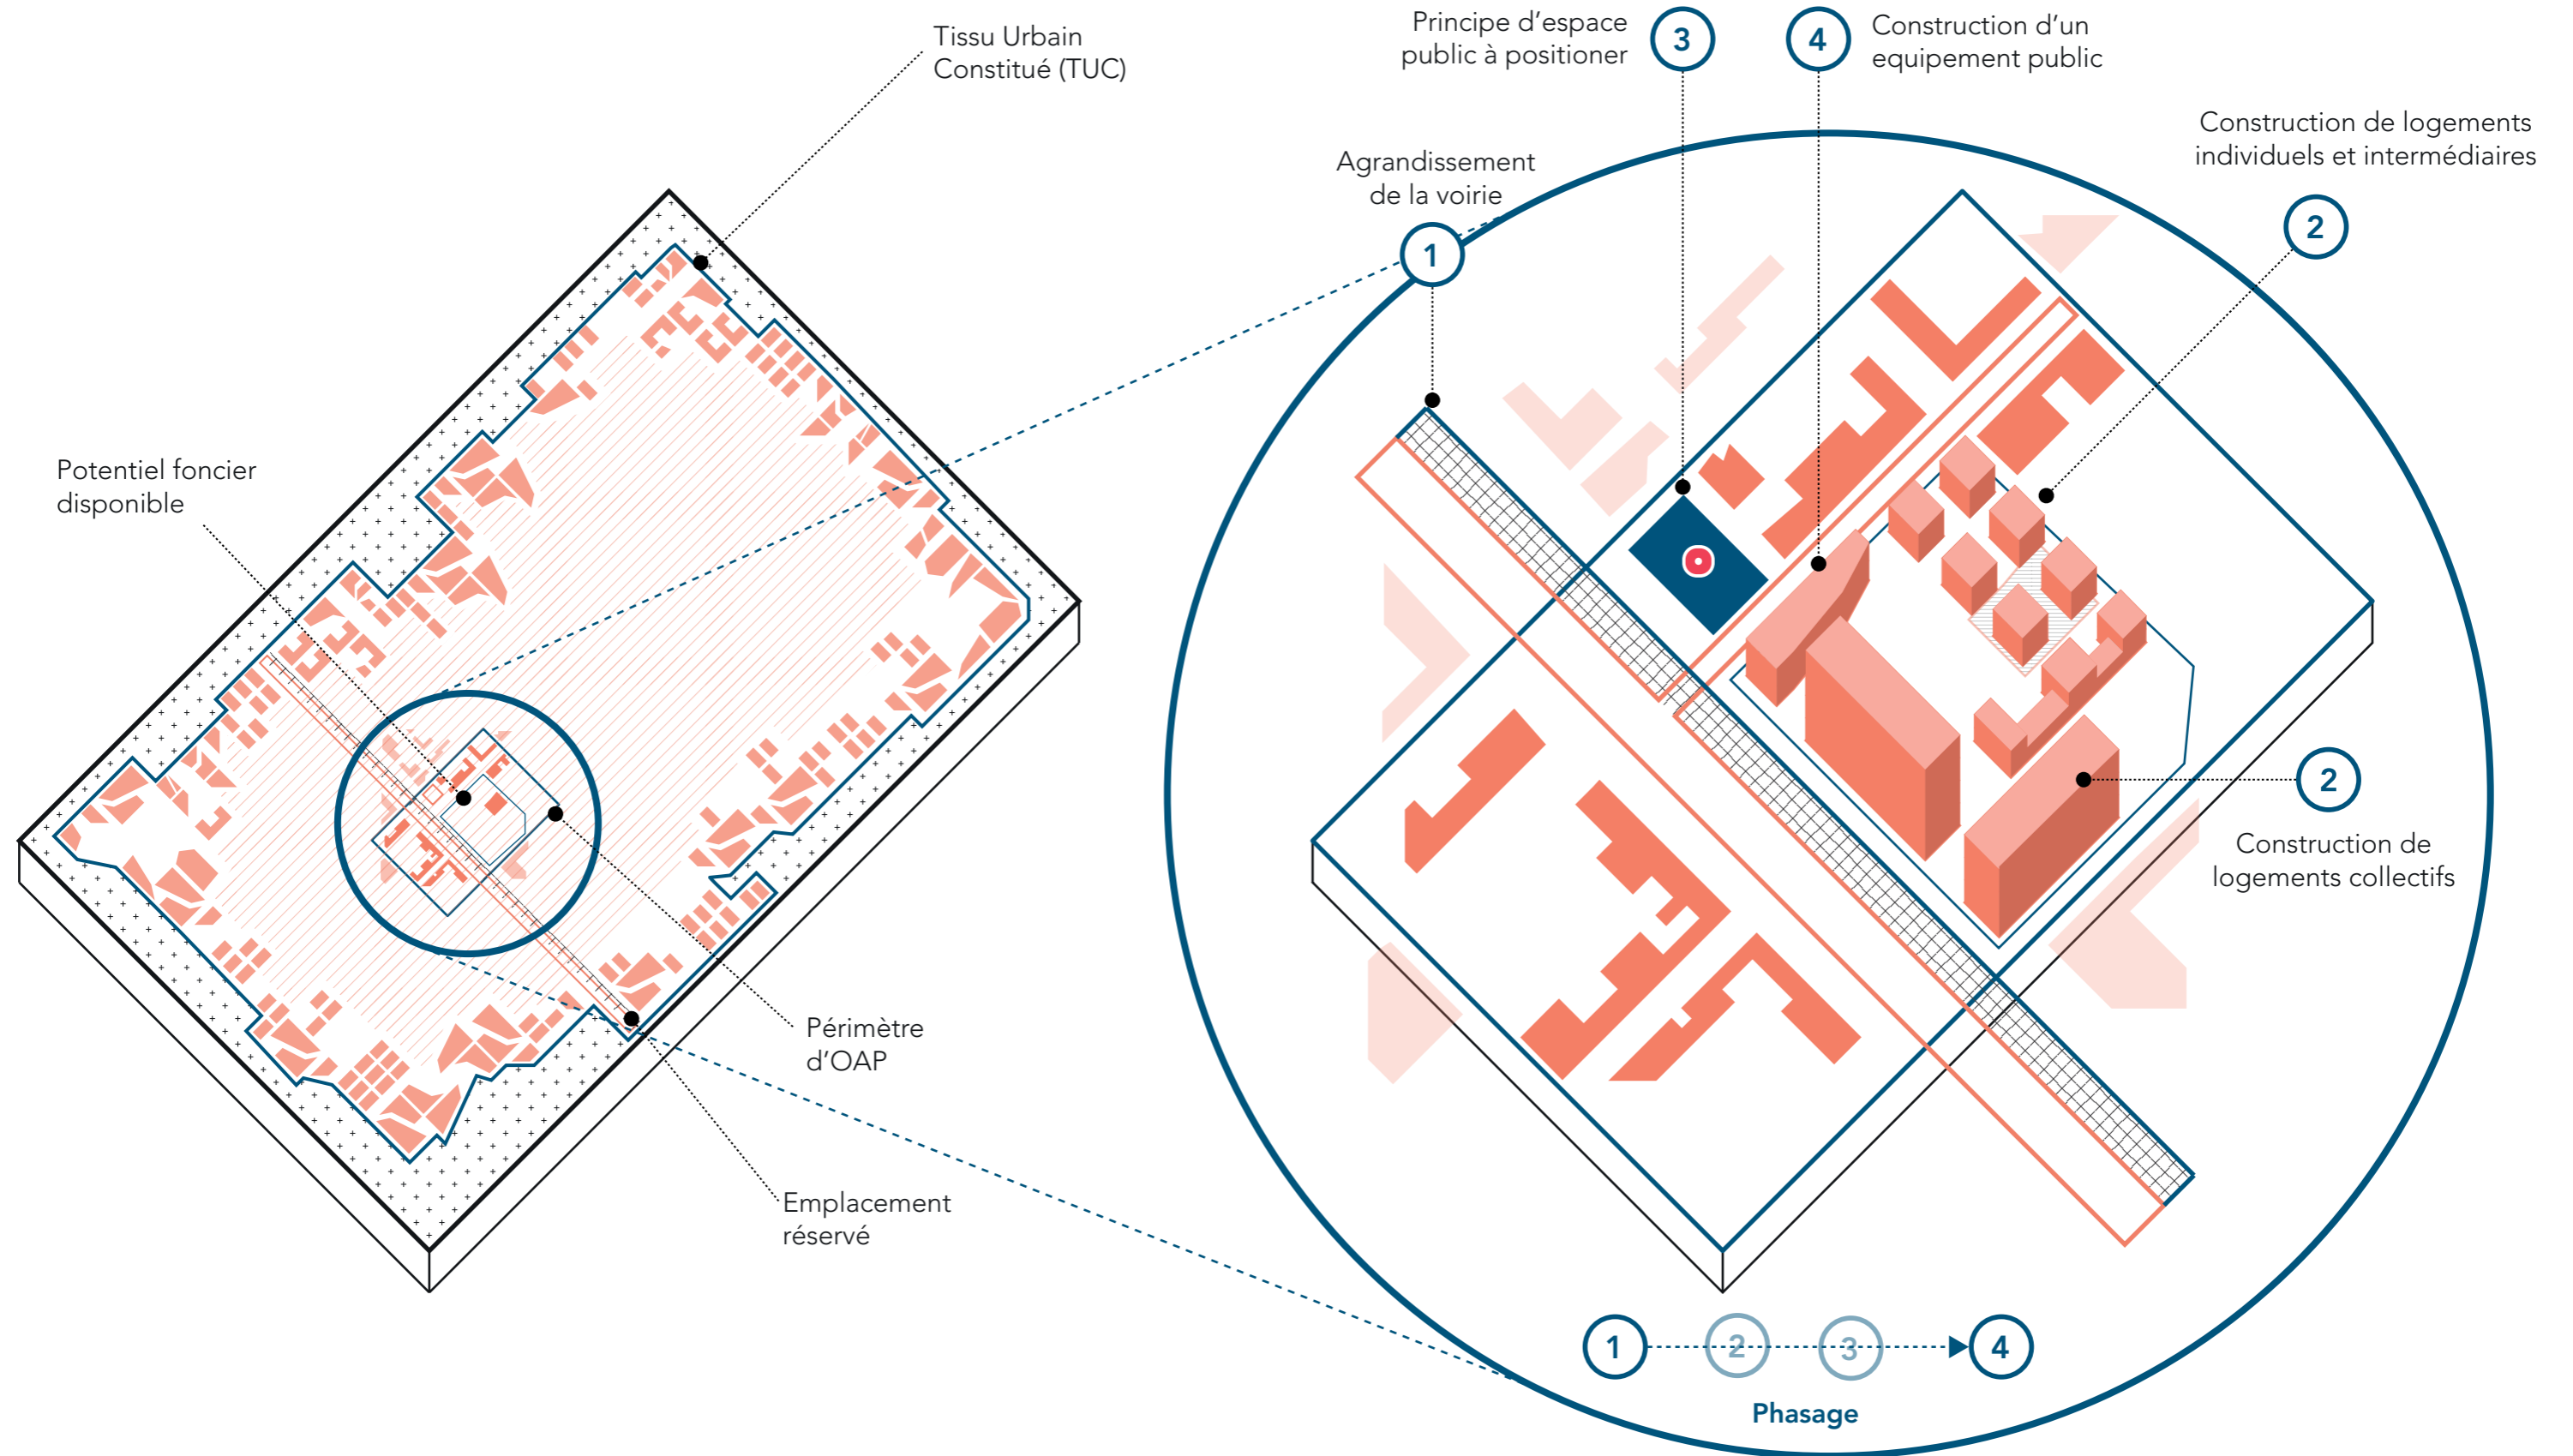 Tissu Urbain
Constitué (TUC)
Potentiel foncier
disponible
Périmètre
d’OAP
Emplacement
réservé
Principe d’espace
public à positioner
3
4
Construction d’un
equipement public
Agrandissement
de la voirie
1
Construction de logements
individuels et intermédiaires
2
2
Construction de
logements collectifs
1
2
3
4
Phasage